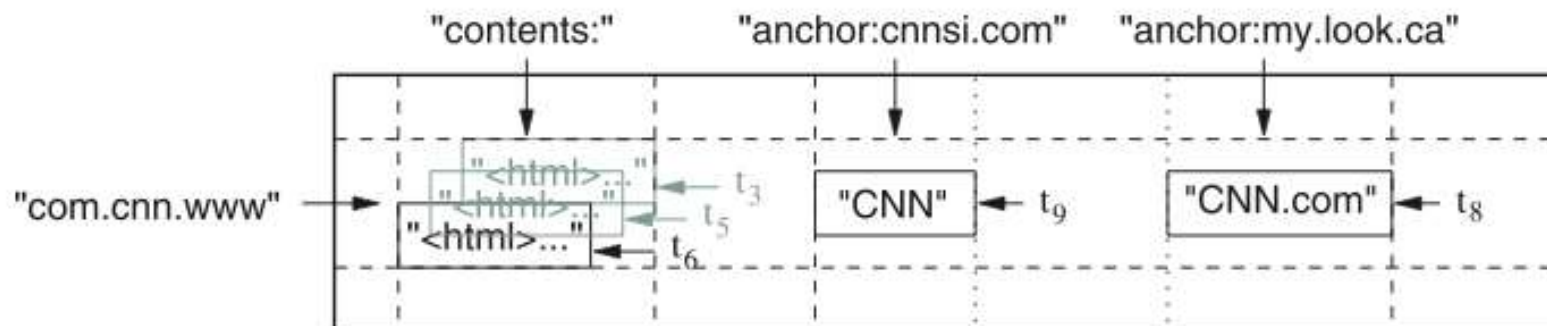 "contents:" "anchor:cnnsi.com" "anchor:my.look.ca"
"<html>..." t₃
"com.cnn.www" "<html>..." t₅ "CNN" t₉ "CNN.com" t₈
"<html>..." t₆